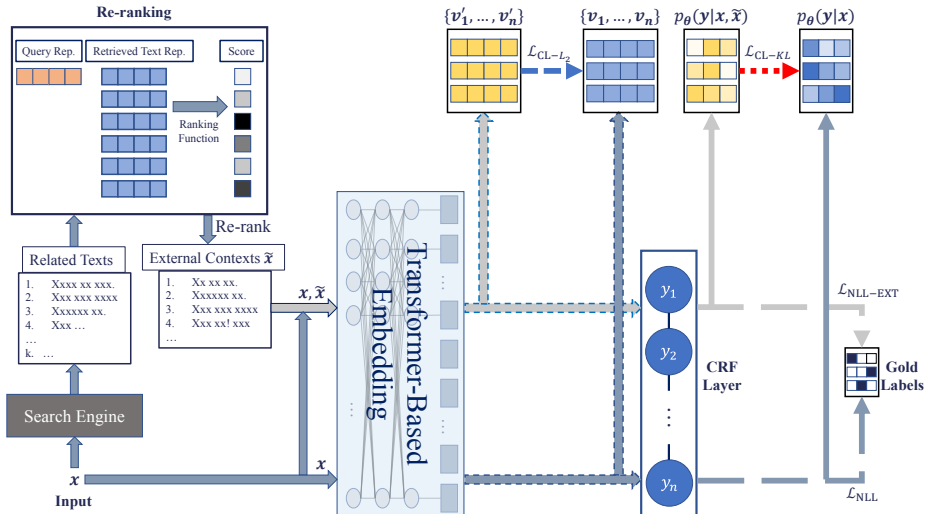 Re-ranking
Query Rep.
Retrieved Text Rep.
Score
Ranking
Function
Re-rank
Related Texts
1. Xxxx xx xxx.
2. Xxx xxx xxxx
3. Xxxxxx xx.
4. Xxx …
…
k. …
External Contexts x̃
1. Xx xx xx.
2. Xxxxxx xx.
3. Xxx xxx xxxx
4. Xxx xx! xxx
…
Search Engine
x
Input
x, x̃
x
Transformer-Based
Embedding
…
…
…
…
{v′₁, … , v′ₙ}
ℒCL−L₂
{v₁, … , vₙ}
pθ(y|x, x̃)
ℒCL−KL
pθ(y|x)
y₁
y₂
⋮
yₙ
CRF
Layer
ℒNLL−EXT
Gold
Labels
ℒNLL